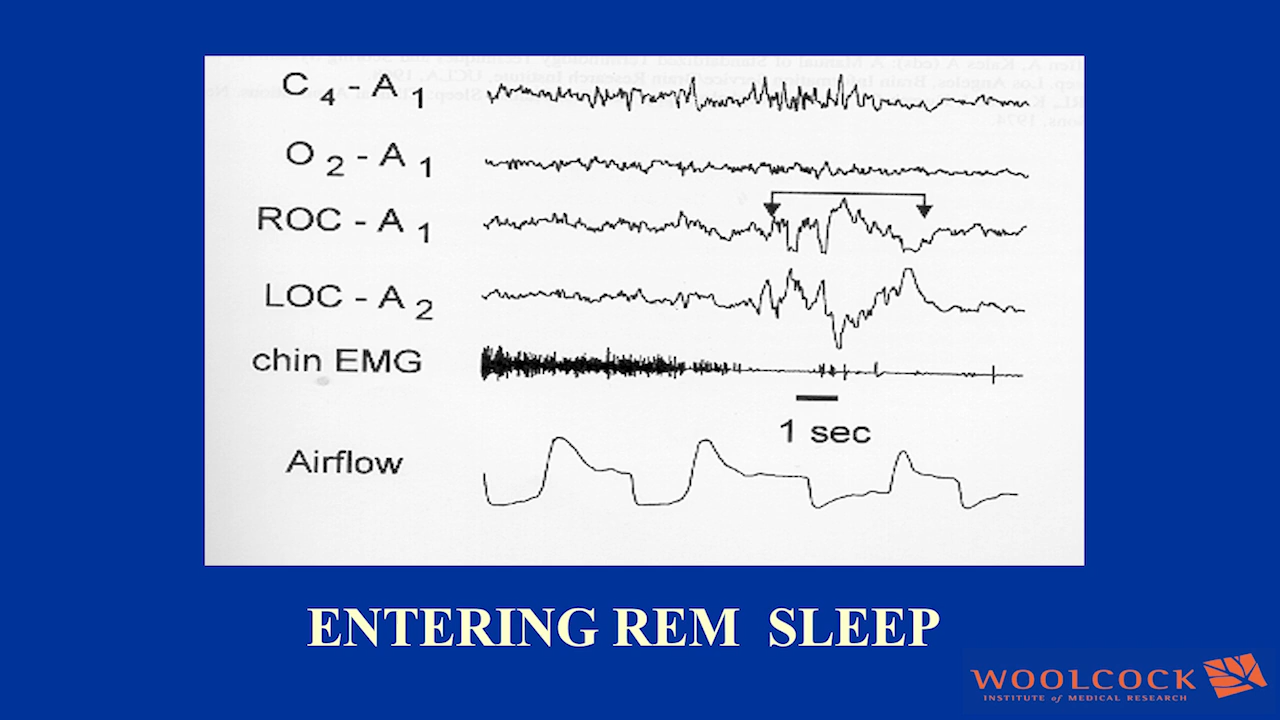 C 4 - A 1
O 2 - A 1
ROC - A 1
LOC - A 2
chin EMG
1 sec
Airflow
ENTERING REM SLEEP
WOOLCOCK
INSTITUTE of MEDICAL RESEARCH